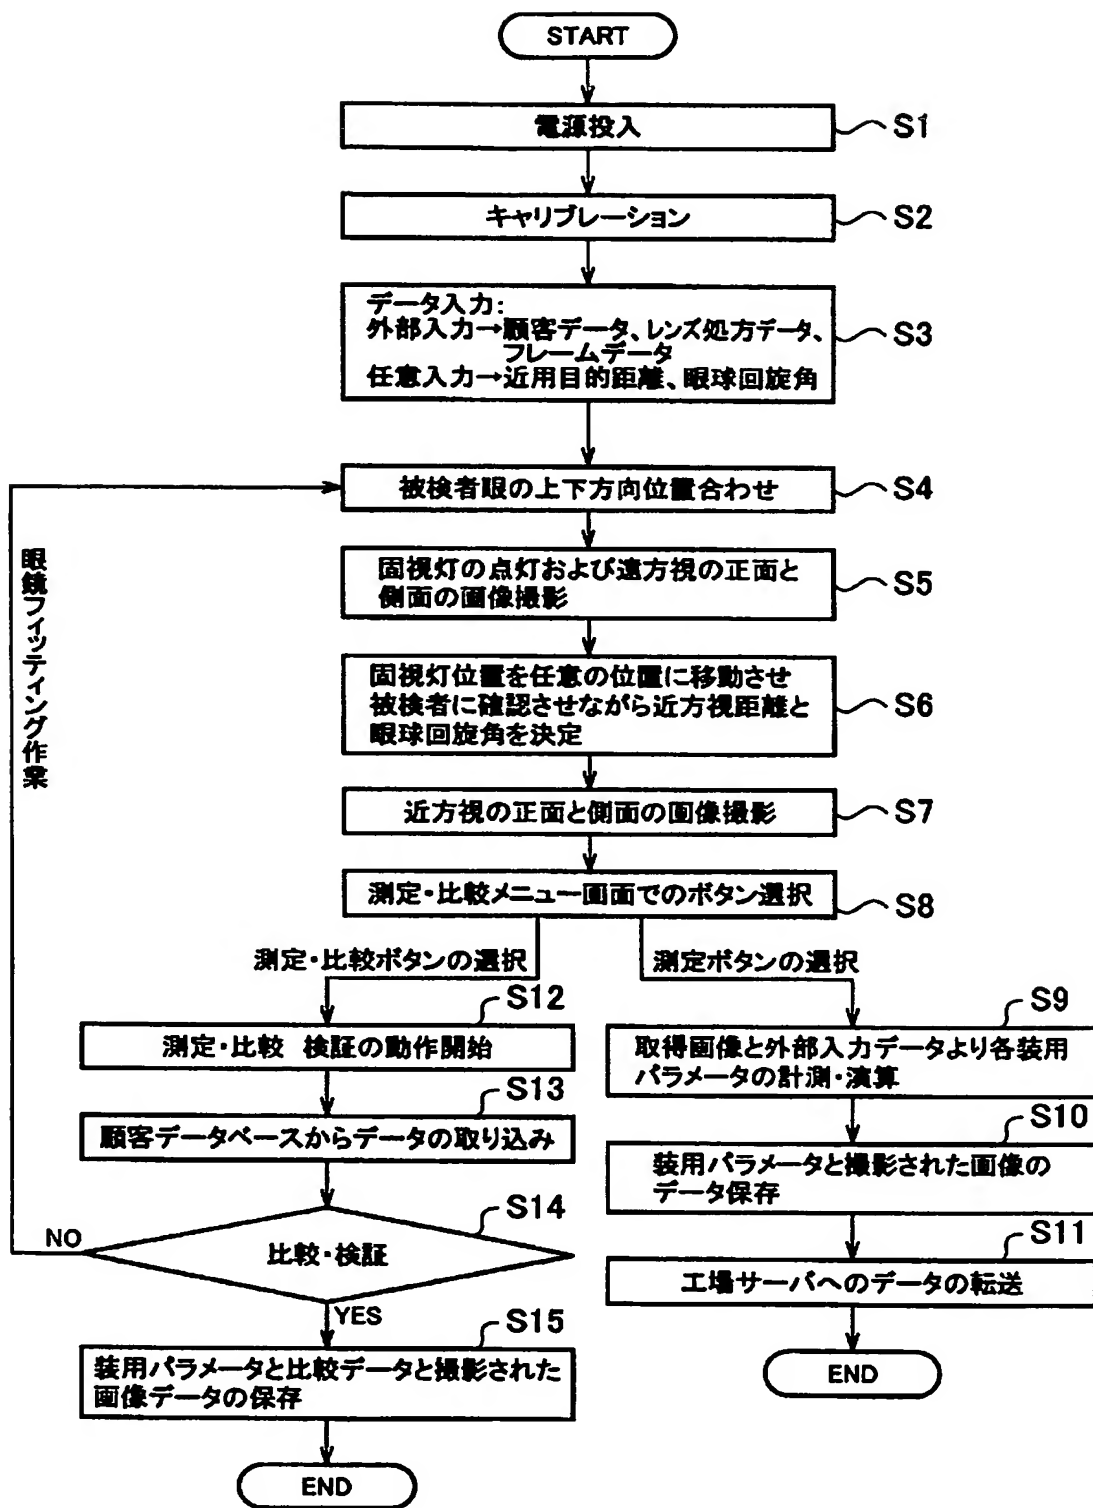 START
電源投入
S1
キャリブレーション
S2
データ入力:
外部入力→顧客データ、レンズ処方データ、
フレームデータ
任意入力→近用目的距離、眼球回旋角
S3
被検者眼の上下方向位置合わせ
S4
眼鏡フィッティング作業
固視灯の点灯および遠方視の正面と
側面の画像撮影
S5
固視灯位置を任意の位置に移動させ
被検者に確認させながら近方視距離と
眼球回旋角を決定
S6
近方視の正面と側面の画像撮影
S7
測定・比較メニュー画面でのボタン選択
S8
測定・比較ボタンの選択
測定ボタンの選択
S12
測定・比較 検証の動作開始
S13
顧客データベースからデータの取り込み
S14
比較・検証
NO
YES
S15
装用パラメータと比較データと撮影された
画像データの保存
END
S9
取得画像と外部入力データより各装用
パラメータの計測・演算
S10
装用パラメータと撮影された画像の
データ保存
S11
工場サーバへのデータの転送
END